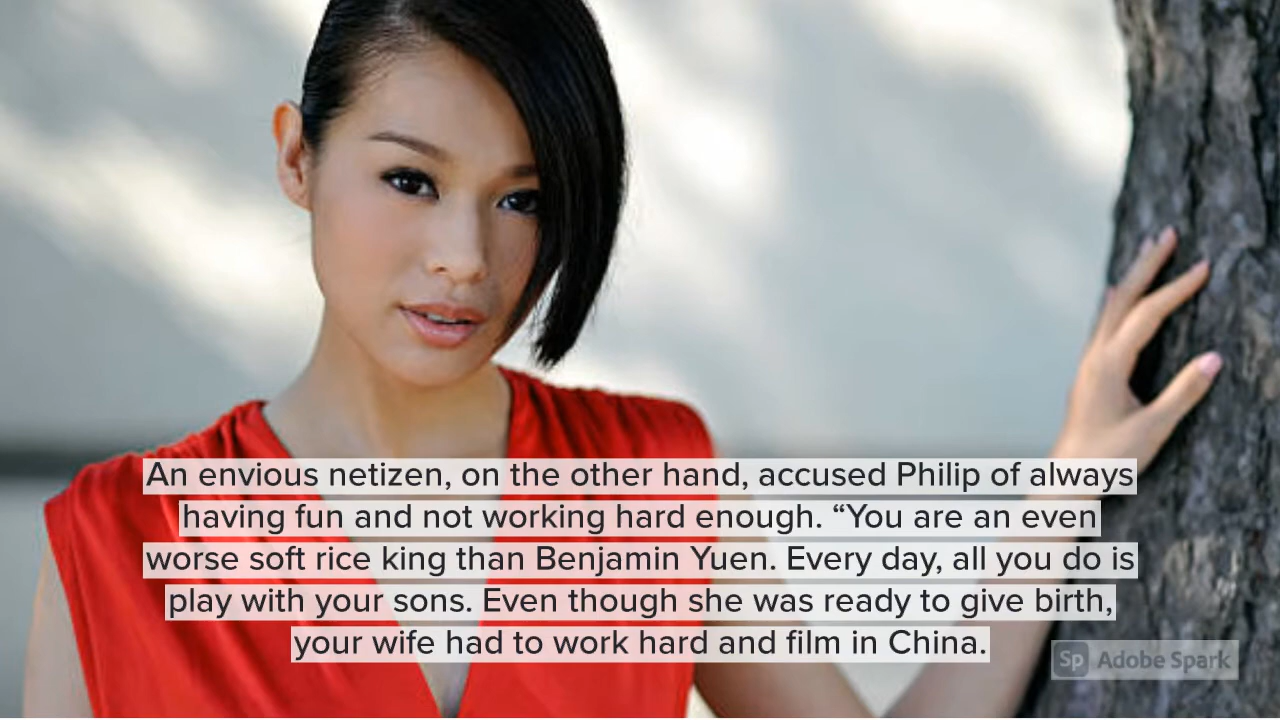 An envious netizen, on the other hand, accused Philip of always
having fun and not working hard enough. “You are an even
worse soft rice king than Benjamin Yuen. Every day, all you do is
play with your sons. Even though she was ready to give birth,
your wife had to work hard and film in China.
Sp Adobe Spark